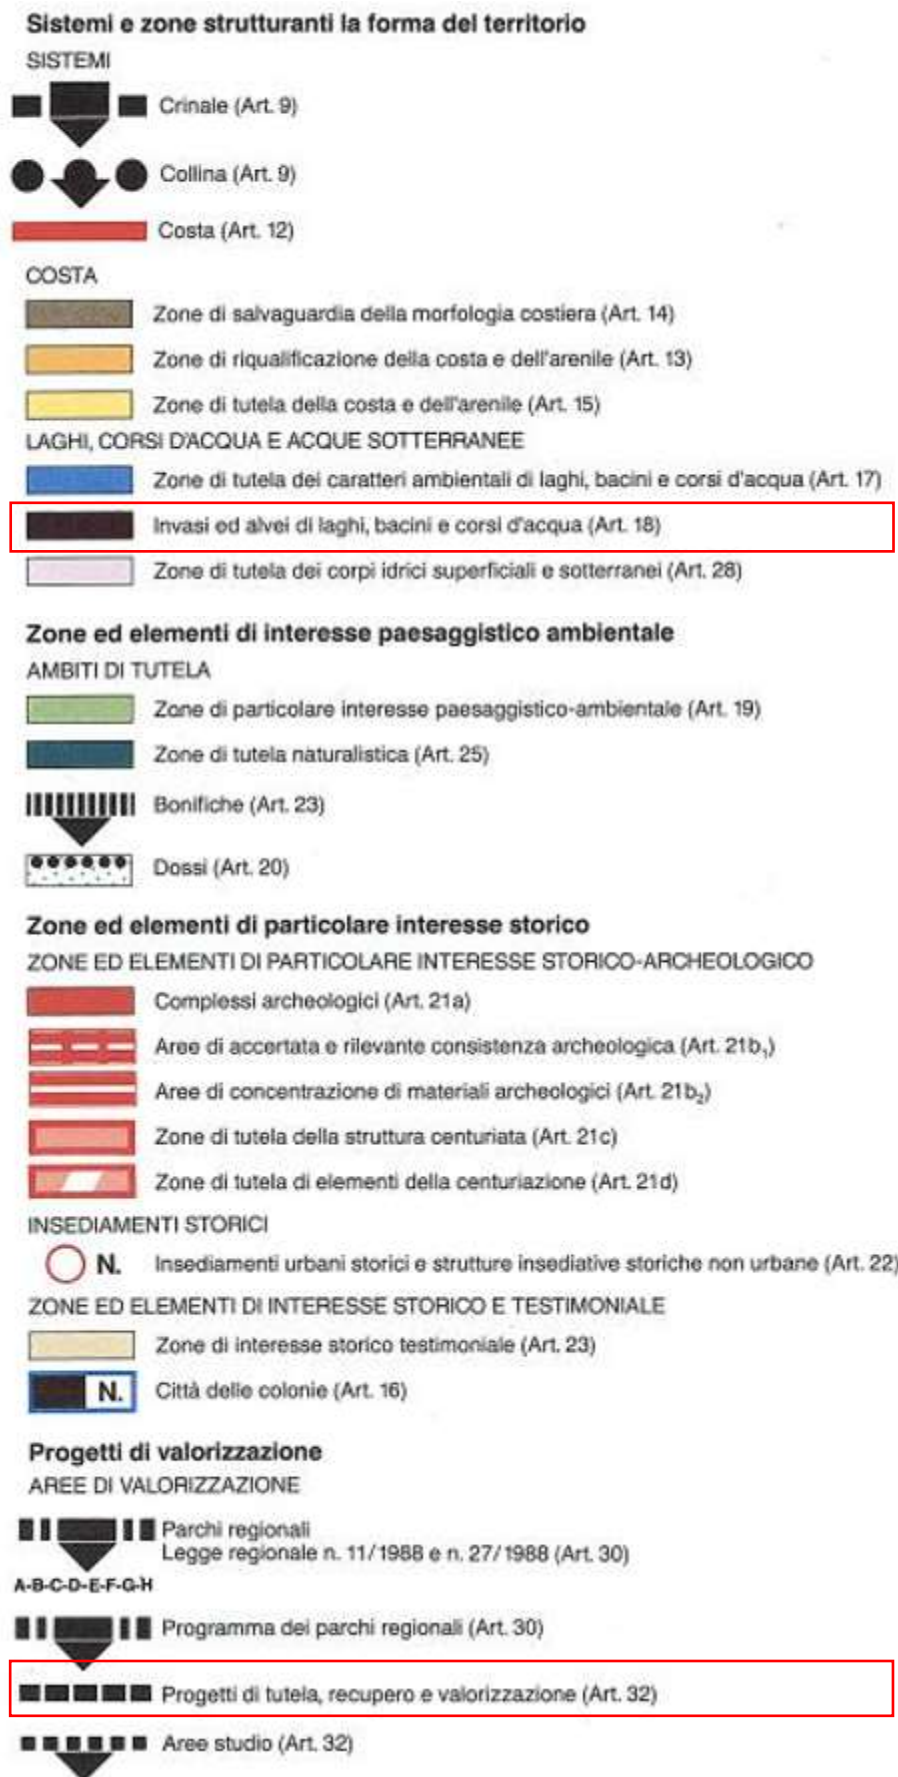 Sistemi e zone strutturanti la forma del territorio
SISTEMI
Crinale (Art. 9)
Collina (Art. 9)
Costa (Art. 12)
COSTA
Zone di salvaguardia della morfologia costiera (Art. 14)
Zone di riqualificazione della costa e dell'arenile (Art. 13)
Zone di tutela della costa e dell'arenile (Art. 15)
LAGHI, CORSI D'ACQUA E ACQUE SOTTERRANEE
Zone di tutela dei caratteri ambientali di laghi, bacini e corsi d'acqua (Art. 17)
Invasi ed alvei di laghi, bacini e corsi d'acqua (Art. 18)
Zone di tutela dei corpi idrici superficiali e sotterranei (Art. 28)
Zone ed elementi di interesse paesaggistico ambientale
AMBITI DI TUTELA
Zone di particolare interesse paesaggistico-ambientale (Art. 19)
Zone di tutela naturalistica (Art. 25)
Bonifiche (Art. 23)
Dossi (Art. 20)
Zone ed elementi di particolare interesse storico
ZONE ED ELEMENTI DI PARTICOLARE INTERESSE STORICO-ARCHEOLOGICO
Complessi archeologici (Art. 21a)
Aree di accertata e rilevante consistenza archeologica (Art. 21b₁)
Aree di concentrazione di materiali archeologici (Art. 21b₂)
Zone di tutela della struttura centuriata (Art. 21c)
Zone di tutela di elementi della centuriazione (Art. 21d)
INSEDIAMENTI STORICI
N. Insediamenti urbani storici e strutture insediative storiche non urbane (Art. 22)
ZONE ED ELEMENTI DI INTERESSE STORICO E TESTIMONIALE
Zone di interesse storico testimoniale (Art. 23)
N. Città delle colonie (Art. 16)
Progetti di valorizzazione
AREE DI VALORIZZAZIONE
Parchi regionali
Legge regionale n. 11/1988 e n. 27/1988 (Art. 30)
A-B-C-D-E-F-G-H
Programma dei parchi regionali (Art. 30)
Progetti di tutela, recupero e valorizzazione (Art. 32)
Aree studio (Art. 32)